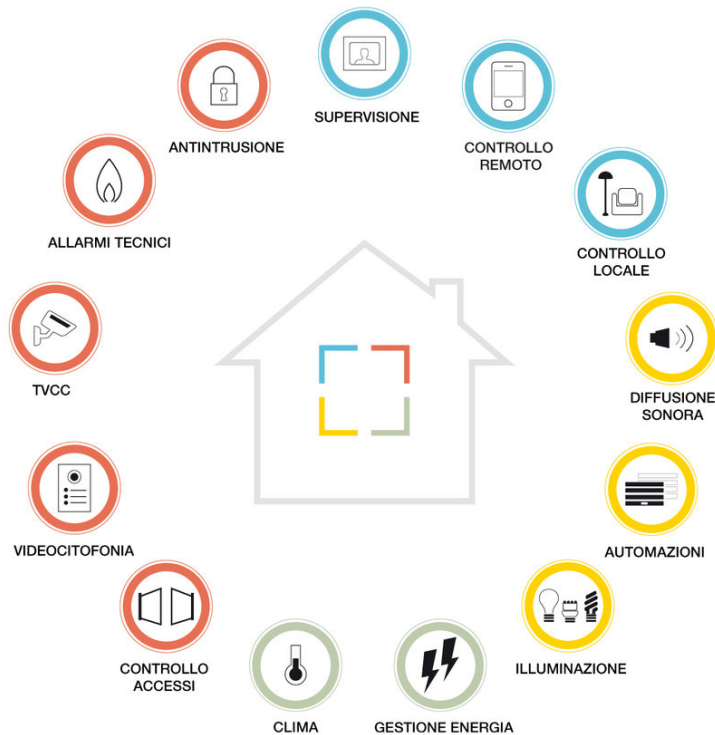 SUPERVISIONE
ANTINTRUSIONE
CONTROLLO
REMOTO
ALLARMI TECNICI
CONTROLLO
LOCALE
TVCC
DIFFUSIONE
SONORA
VIDEOCITOFONIA
AUTOMAZIONI
CONTROLLO
ACCESSI
ILLUMINAZIONE
CLIMA
GESTIONE ENERGIA